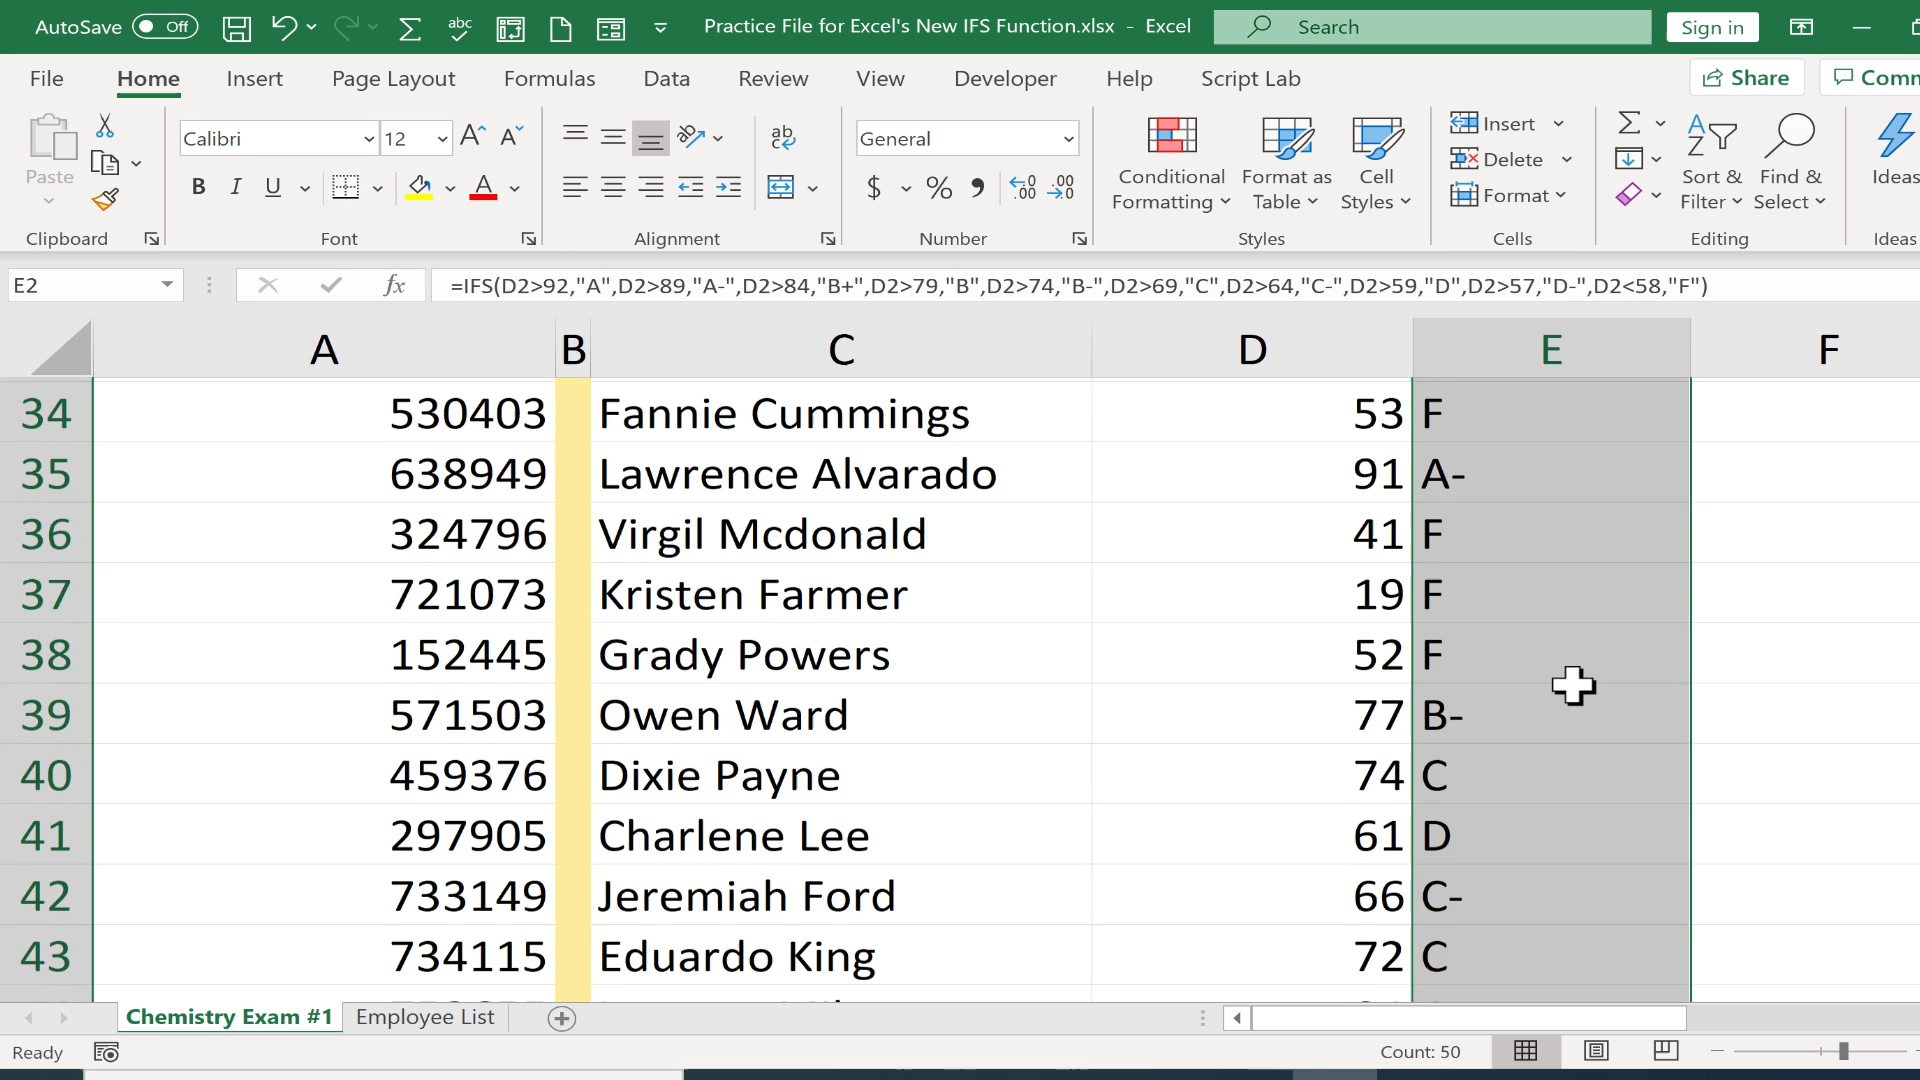 AutoSave Off abc Practice File for Excel's New IFS Function.xlsx - Excel Search Sign in
File Home Insert Page Layout Formulas Data Review View Developer Help Script Lab Share
Paste
Clipboard
Calibri 12 A A
B I U A
Font
ab
Alignment
General
$ % .00 .00
Number
Conditional Formatting
Format as Table
Cell Styles
Styles
Insert
Delete
Format
Cells
Sort & Filter
Find & Select
Editing
Ideas
Ideas
E2 fx =IFS(D2>92,"A",D2>89,"A-",D2>84,"B+",D2>79,"B",D2>74,"B-",D2>69,"C",D2>64,"C-",D2>59,"D",D2>57,"D-",D2<58,"F")
A B C D E F
34 530403 Fannie Cummings 53 F
35 638949 Lawrence Alvarado 91 A-
36 324796 Virgil Mcdonald 41 F
37 721073 Kristen Farmer 19 F
38 152445 Grady Powers 52 F
39 571503 Owen Ward 77 B-
40 459376 Dixie Payne 74 C
41 297905 Charlene Lee 61 D
42 733149 Jeremiah Ford 66 C-
43 734115 Eduardo King 72 C
Chemistry Exam #1 Employee List
Ready Count: 50